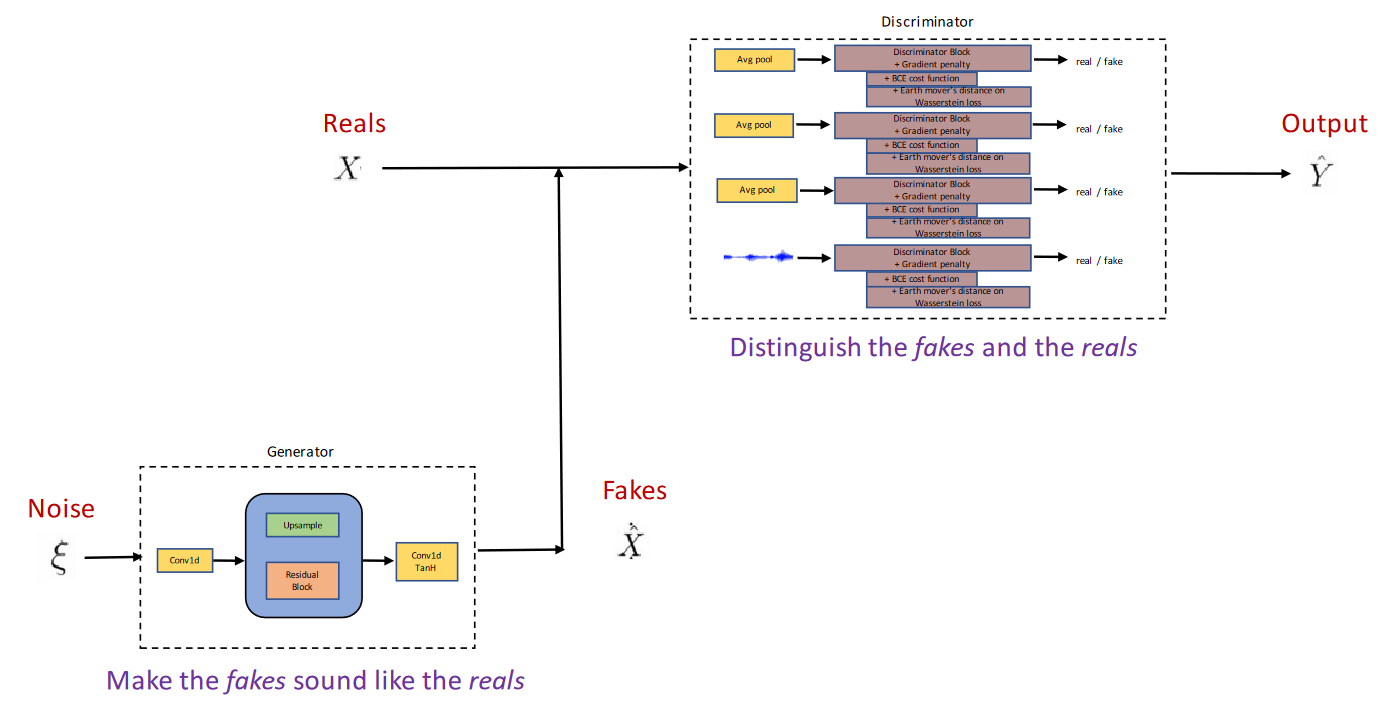 Discriminator
Avg pool
Discriminator Block
+ Gradient penalty
real / fake
+ BCE cost function
+ Earth mover's distance on
Wasserstein loss
Reals
X
Avg pool
Discriminator Block
+ Gradient penalty
real / fake
+ BCE cost function
+ Earth mover's distance on
Wasserstein loss
Output
Ŷ
Avg pool
Discriminator Block
+ Gradient penalty
real / fake
+ BCE cost function
+ Earth mover's distance on
Wasserstein loss
Discriminator Block
+ Gradient penalty
real / fake
+ BCE cost function
+ Earth mover's distance on
Wasserstein loss
Distinguish the fakes and the reals
Generator
Noise
ξ
Conv1d
Upsample
Residual
Block
Conv1d
TanH
Fakes
X̂
Make the fakes sound like the reals